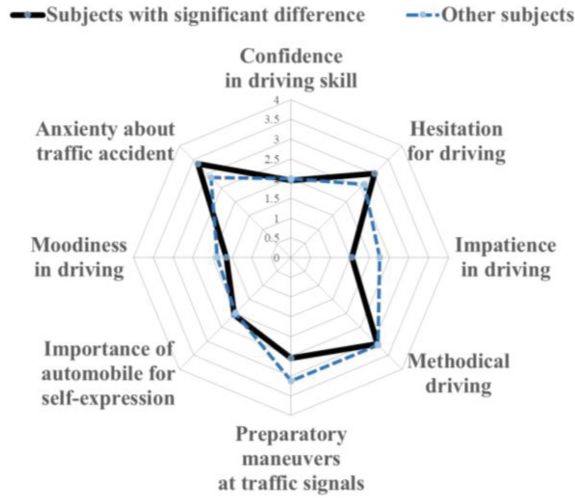 Subjects with significant difference
Other subjects
Confidence
in driving skill
4
3.5
3
2.5
2
1.5
1
0.5
0
Hesitation
for driving
Impatience
in driving
Methodical
driving
Preparatory
maneuvers
at traffic signals
Importance of
automobile for
self-expression
Moodiness
in driving
Anxienty about
traffic accident